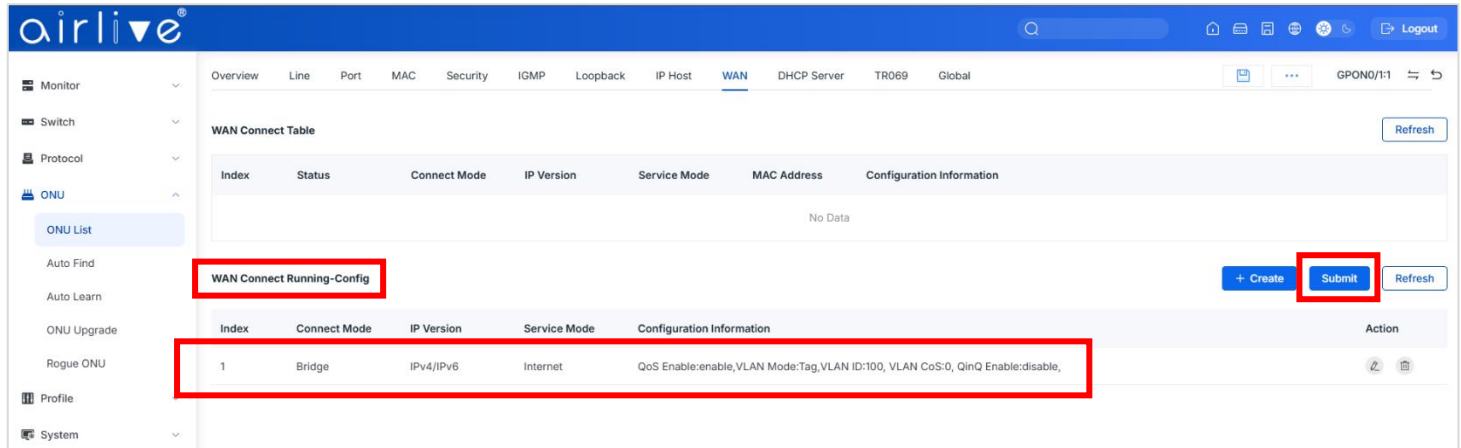 airlive®
Logout
Monitor
Switch
Protocol
ONU
ONU List
Auto Find
Auto Learn
ONU Upgrade
Rogue ONU
Profile
System
Overview Line Port MAC Security IGMP Loopback IP Host WAN DHCP Server TR069 Global ... GPON0/1:1
WAN Connect Table Refresh
Index Status Connect Mode IP Version Service Mode MAC Address Configuration Information
No Data
WAN Connect Running-Config + Create Submit Refresh
Index Connect Mode IP Version Service Mode Configuration Information Action
1 Bridge IPv4/IPv6 Internet QoS Enable:enable,VLAN Mode:Tag,VLAN ID:100, VLAN CoS:0, QinQ Enable:disable,